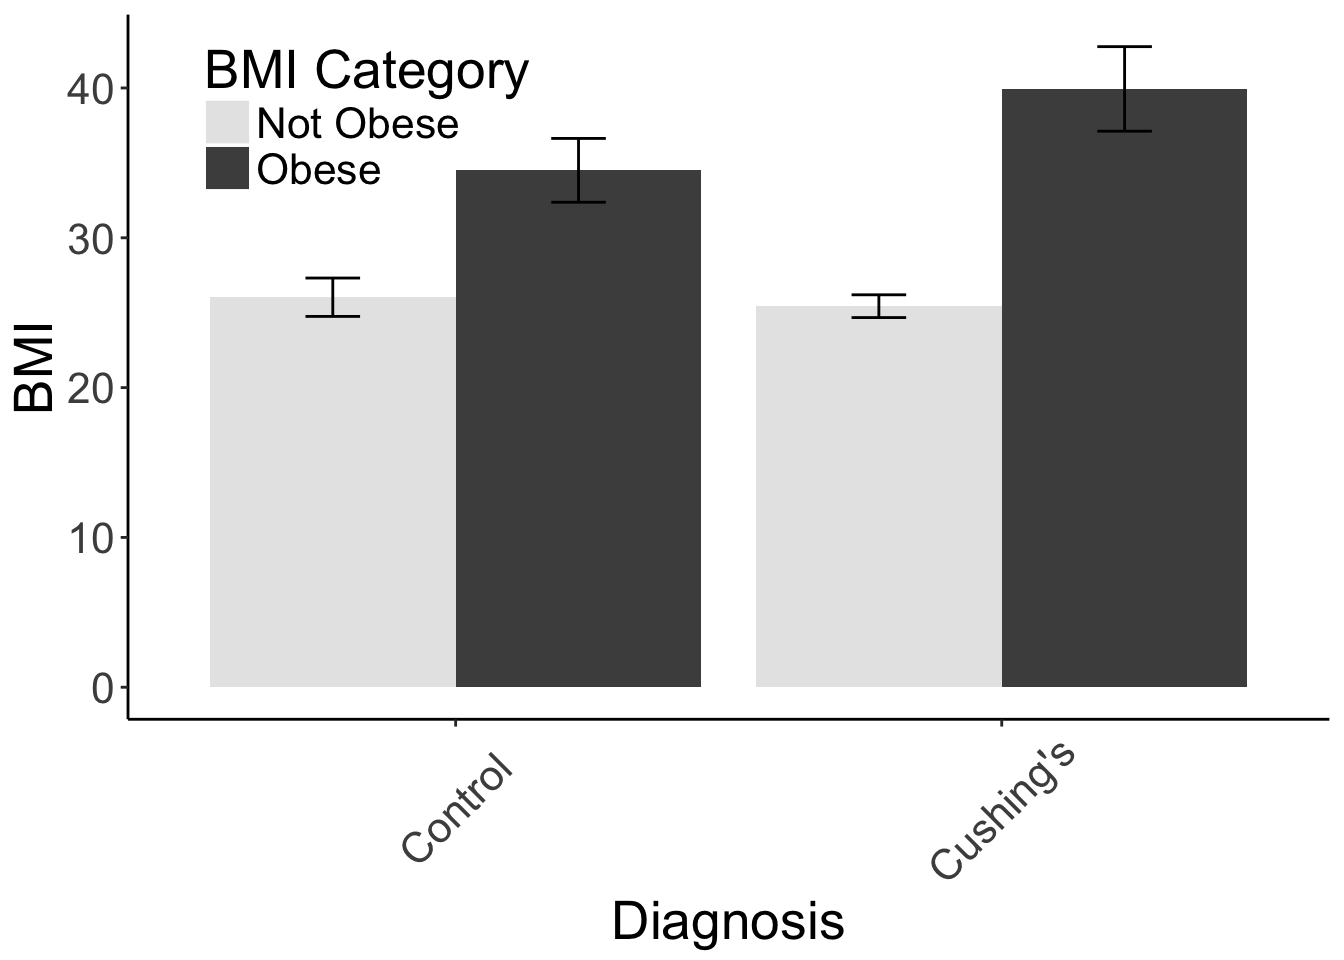 BMI Category
Not Obese
Obese
BMI
40
30
20
10
0
Control
Cushing's
Diagnosis